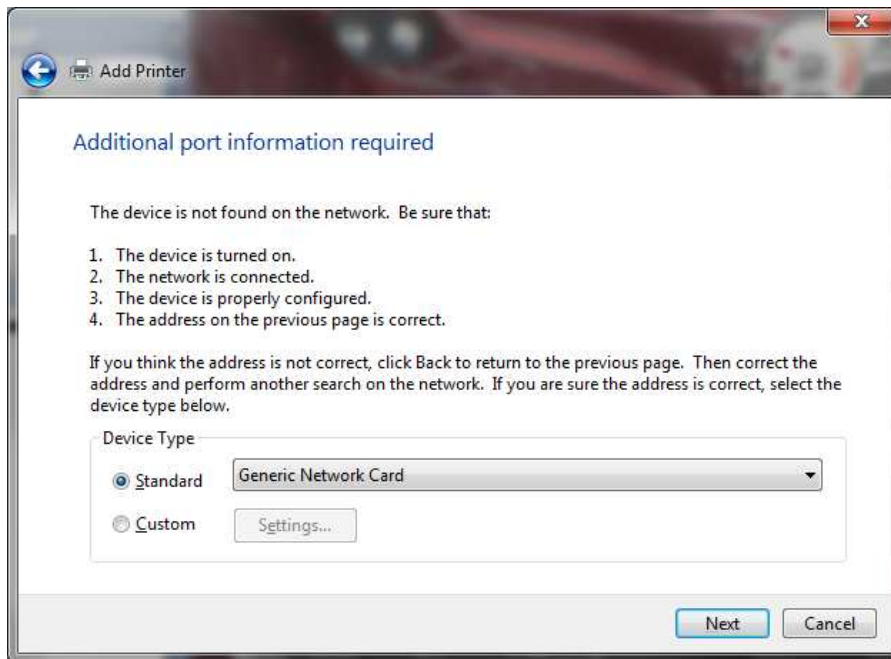 Add Printer
Additional port information required
The device is not found on the network.  Be sure that:
1.  The device is turned on.
2.  The network is connected.
3.  The device is properly configured.
4.  The address on the previous page is correct.
If you think the address is not correct, click Back to return to the previous page.  Then correct the
address and perform another search on the network.  If you are sure the address is correct, select the
device type below.
Device Type
Standard
Generic Network Card
Custom
Settings...
Next
Cancel